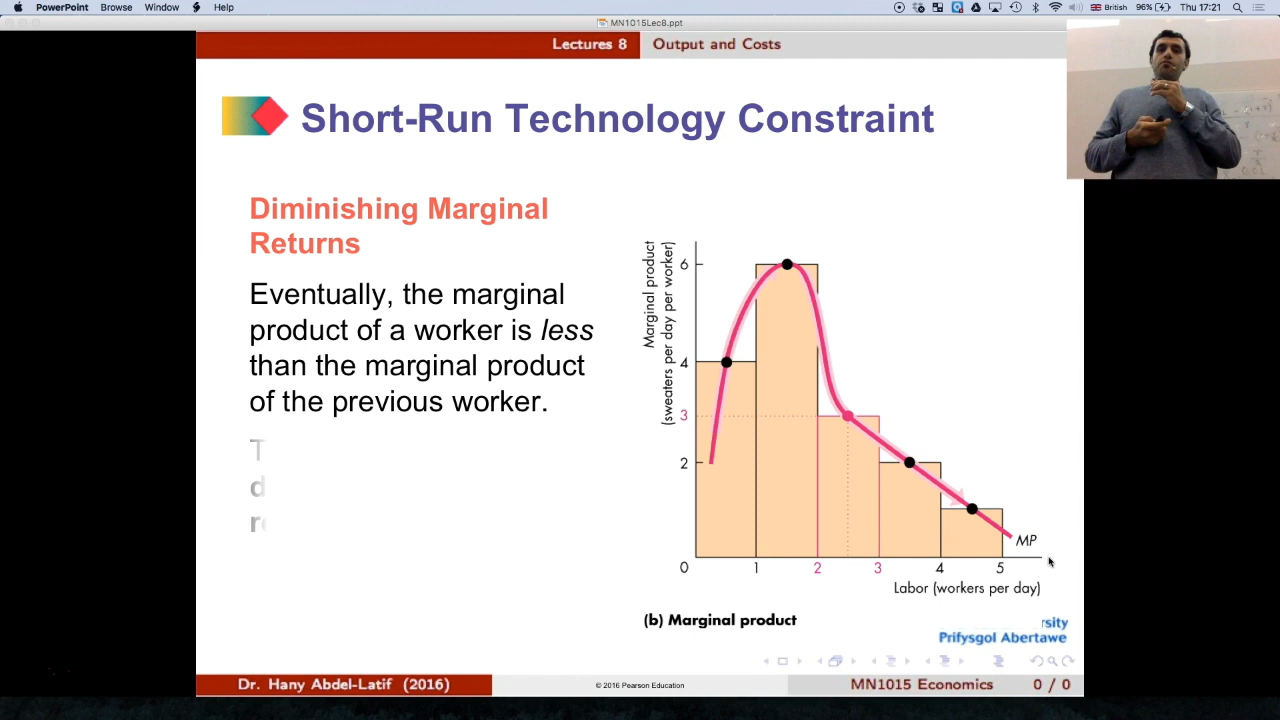 PowerPoint Browse Window Help British 96% Thu 17:21
MN1015Lec8.ppt
Lectures 8 Output and Costs
Short-Run Technology Constraint
Diminishing Marginal
Returns
Eventually, the marginal
product of a worker is less
than the marginal product
of the previous worker.
T
d
re
Marginal product
(sweaters per day per worker)
6
4
3
2
0 1 2 3 4 5
MP
Labor (workers per day)
(b) Marginal product
rsity
Prifysgol Abertawe
Dr. Hany Abdel-Latif (2016) © 2016 Pearson Education MN1015 Economics 0 / 0